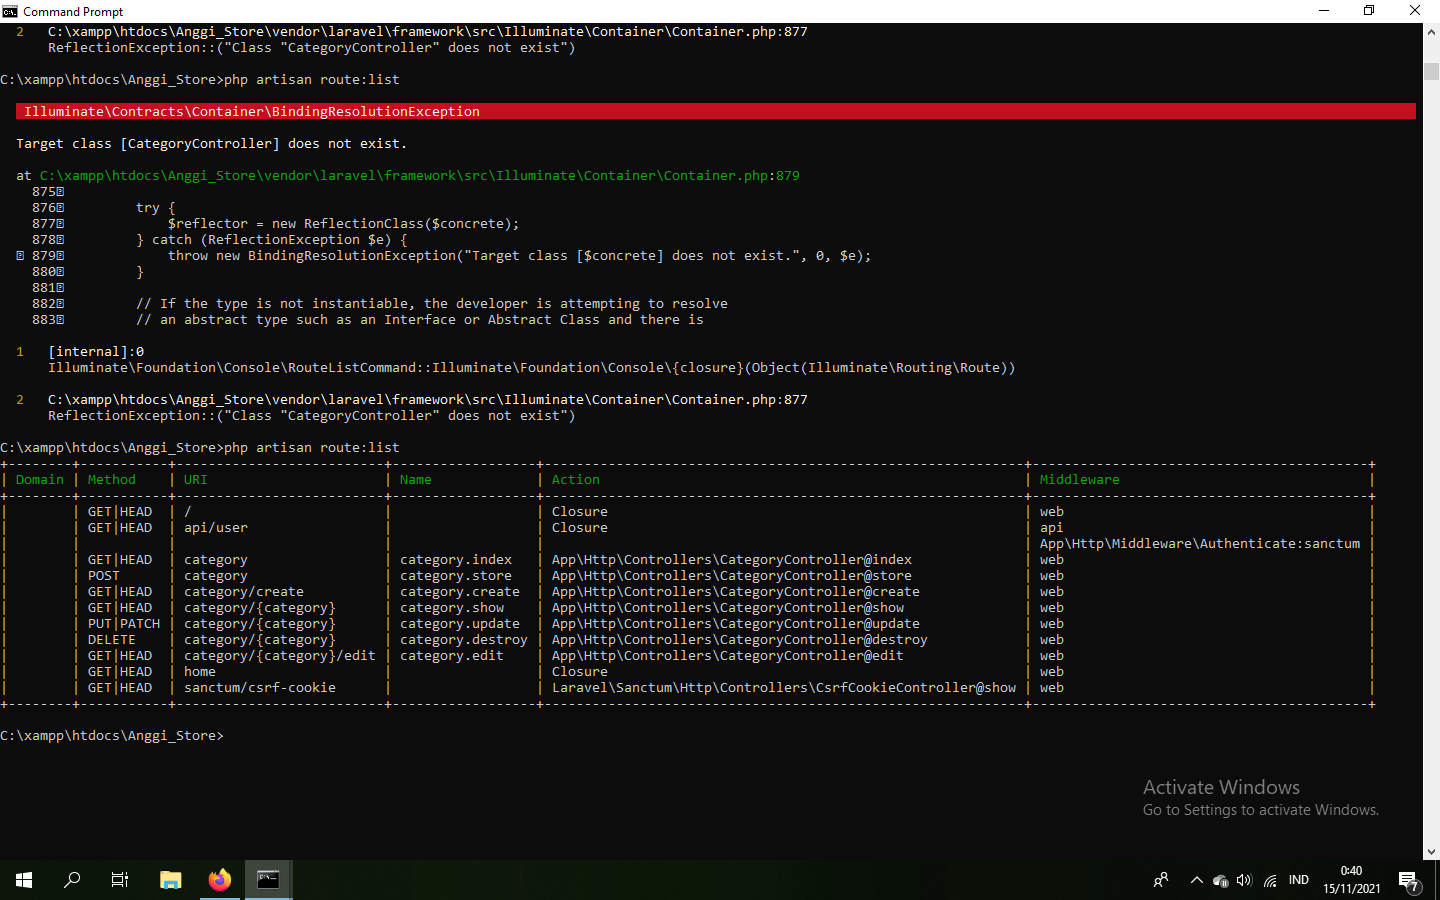 Command Prompt
2 C:\xampp\htdocs\Anggi_Store\vendor\laravel\framework\src\Illuminate\Container\Container.php:877
ReflectionException::("Class "CategoryController" does not exist")
C:\xampp\htdocs\Anggi_Store>php artisan route:list
Illuminate\Contracts\Container\BindingResolutionException
Target class [CategoryController] does not exist.
at C:\xampp\htdocs\Anggi_Store\vendor\laravel\framework\src\Illuminate\Container\Container.php:879
875
876 try {
877 $reflector = new ReflectionClass($concrete);
878 } catch (ReflectionException $e) {
879 throw new BindingResolutionException("Target class [$concrete] does not exist.", 0, $e);
880 }
881
882 // If the type is not instantiable, the developer is attempting to resolve
883 // an abstract type such as an Interface or Abstract Class and there is
1 [internal]:0
Illuminate\Foundation\Console\RouteListCommand::Illuminate\Foundation\Console\{closure}(Object(Illuminate\Routing\Route))
2 C:\xampp\htdocs\Anggi_Store\vendor\laravel\framework\src\Illuminate\Container\Container.php:877
ReflectionException::("Class "CategoryController" does not exist")
C:\xampp\htdocs\Anggi_Store>php artisan route:list
| Domain | Method | URI | Name | Action | Middleware |
| | GET|HEAD | / | | Closure | web |
| | GET|HEAD | api/user | | Closure | api |
| | | | | | App\Http\Middleware\Authenticate:sanctum |
| | GET|HEAD | category | category.index | App\Http\Controllers\CategoryController@index | web |
| | POST | category | category.store | App\Http\Controllers\CategoryController@store | web |
| | GET|HEAD | category/create | category.create | App\Http\Controllers\CategoryController@create | web |
| | GET|HEAD | category/{category} | category.show | App\Http\Controllers\CategoryController@show | web |
| | PUT|PATCH | category/{category} | category.update | App\Http\Controllers\CategoryController@update | web |
| | DELETE | category/{category} | category.destroy | App\Http\Controllers\CategoryController@destroy | web |
| | GET|HEAD | category/{category}/edit | category.edit | App\Http\Controllers\CategoryController@edit | web |
| | GET|HEAD | home | | Closure | web |
| | GET|HEAD | sanctum/csrf-cookie | | Laravel\Sanctum\Http\Controllers\CsrfCookieController@show | web |
C:\xampp\htdocs\Anggi_Store>
Activate Windows
Go to Settings to activate Windows.
IND
0:40
15/11/2021
7